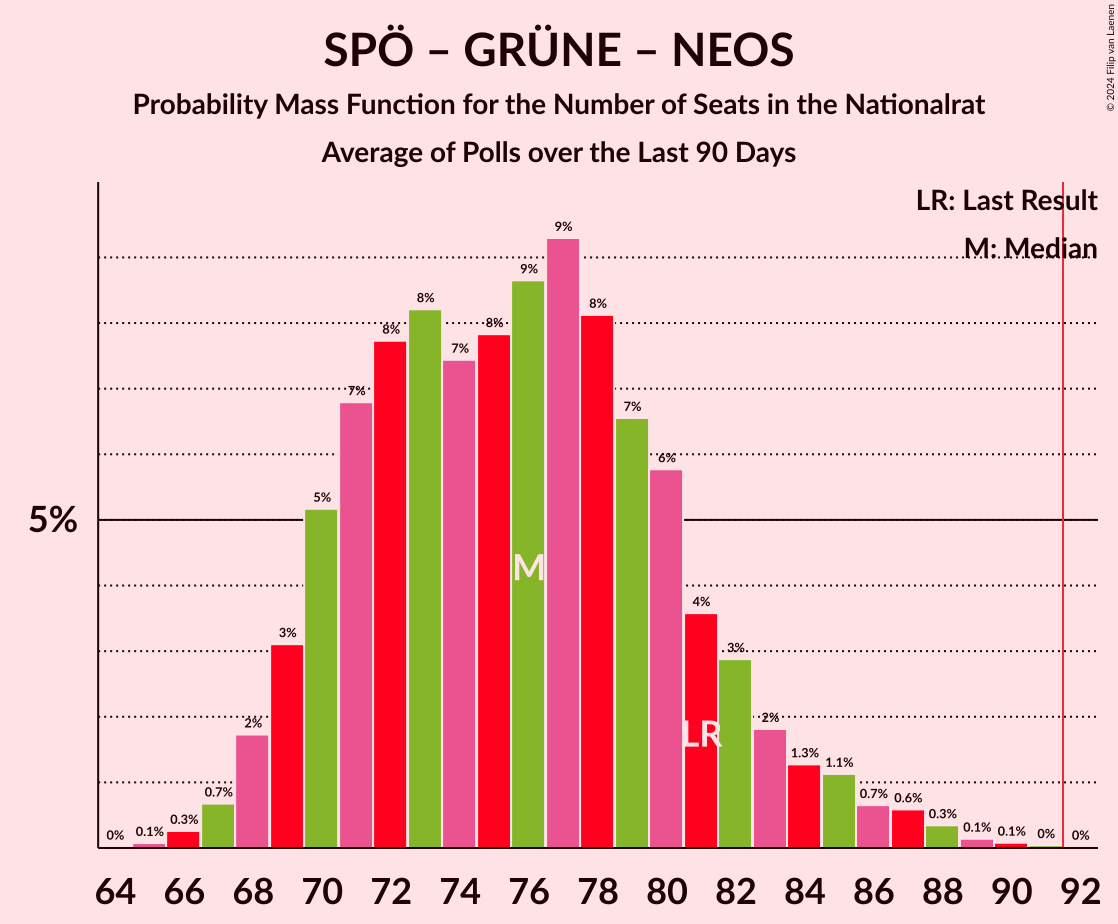 SPÖ – GRÜNE – NEOS
Probability Mass Function for the Number of Seats in the Nationalrat
Average of Polls over the Last 90 Days
© 2024 Filip van Laenen
LR: Last Result
M: Median
5%
0% 0.1% 0.3% 0.7% 2% 3% 5% 7% 8% 8% 7% 8% 9% 9% 8% 7% 6% 4% 3% 2% 1.3% 1.1% 0.7% 0.6% 0.3% 0.1% 0.1% 0% 0%
M
LR
64 66 68 70 72 74 76 78 80 82 84 86 88 90 92